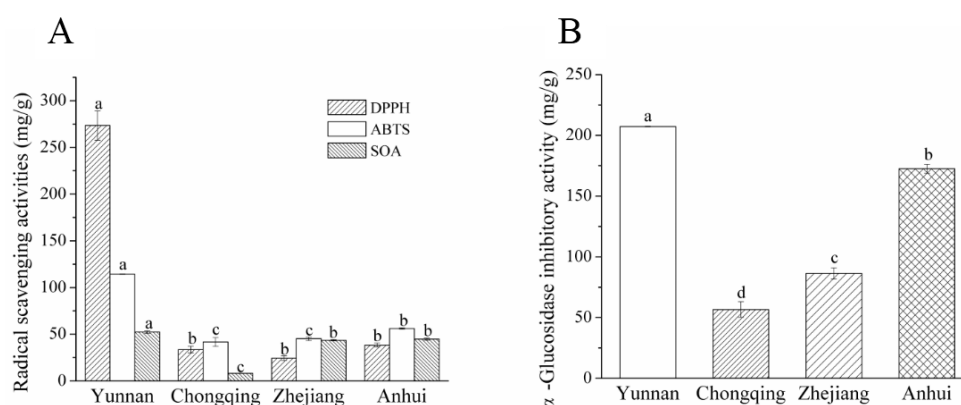 A
Radical scavenging activities (mg/g)
300
250
200
150
100
50
0
a
a
a
b
c
c
b
c
b
b
b
b
DPPH
ABTS
SOA
Yunnan Chongqing Zhejiang Anhui
B
-Glucosidase inhibitory activity (mg/g)
250
200
150
100
50
0
a
d
c
b
Yunnan Chongqing Zhejiang Anhui